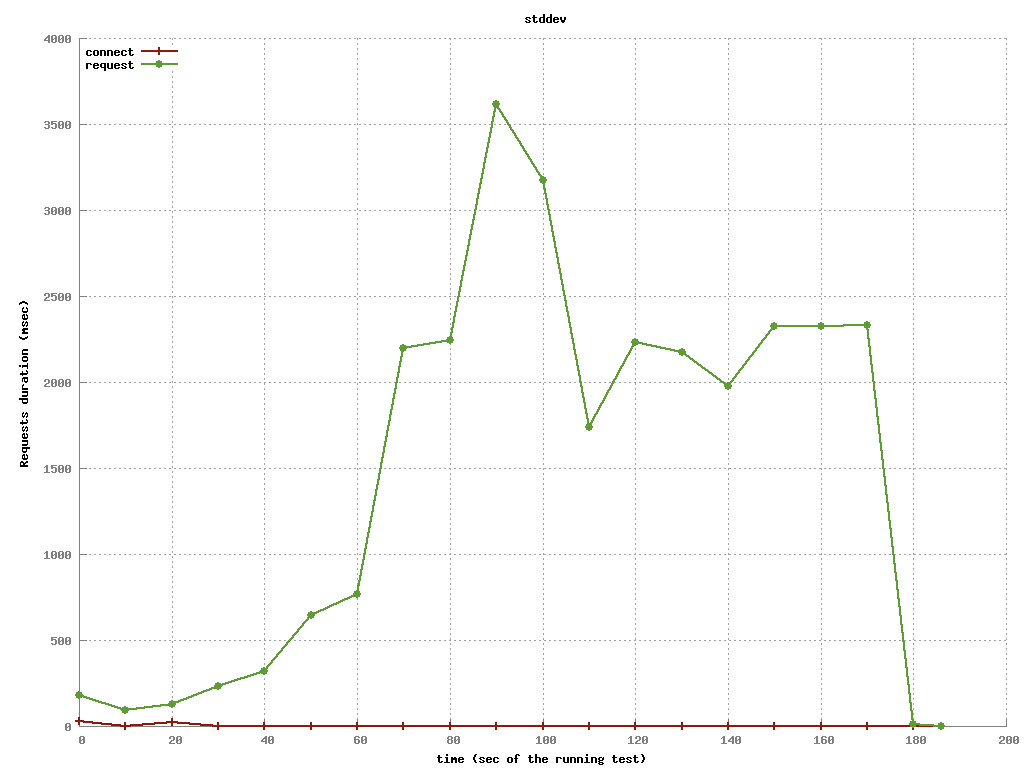 stddev
connect
request
4000
3500
3000
2500
2000
1500
1000
500
0
Requests duration (msec)
0 20 40 60 80 100 120 140 160 180 200
time (sec of the running test)